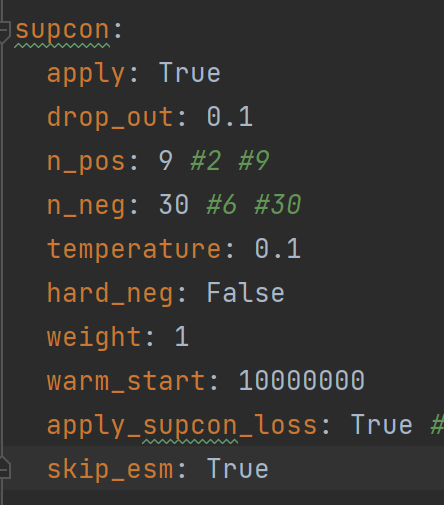 supcon:
apply: True
drop_out: 0.1
n_pos: 9 #2 #9
n_neg: 30 #6 #30
temperature: 0.1
hard_neg: False
weight: 1
warm_start: 10000000
apply_supcon_loss: True #
skip_esm: True